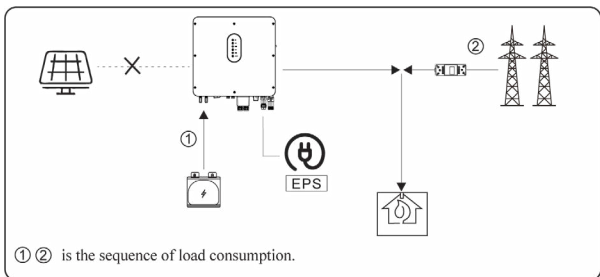 ②
①
EPS
① ② is the sequence of load consumption.